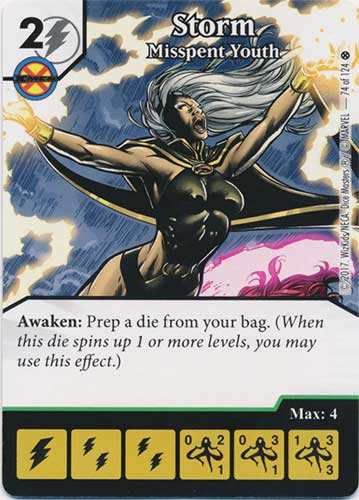 2
Storm
Misspent Youth
X-MEN
© 2017. WizKids/NECA. Dice Masters ©, © MARVEL — 74 of 124
Awaken: Prep a die from your bag. (When
this die spins up 1 or more levels, you may
use this effect.)
Max: 4
0 2 1
0 3 1
1 3 3